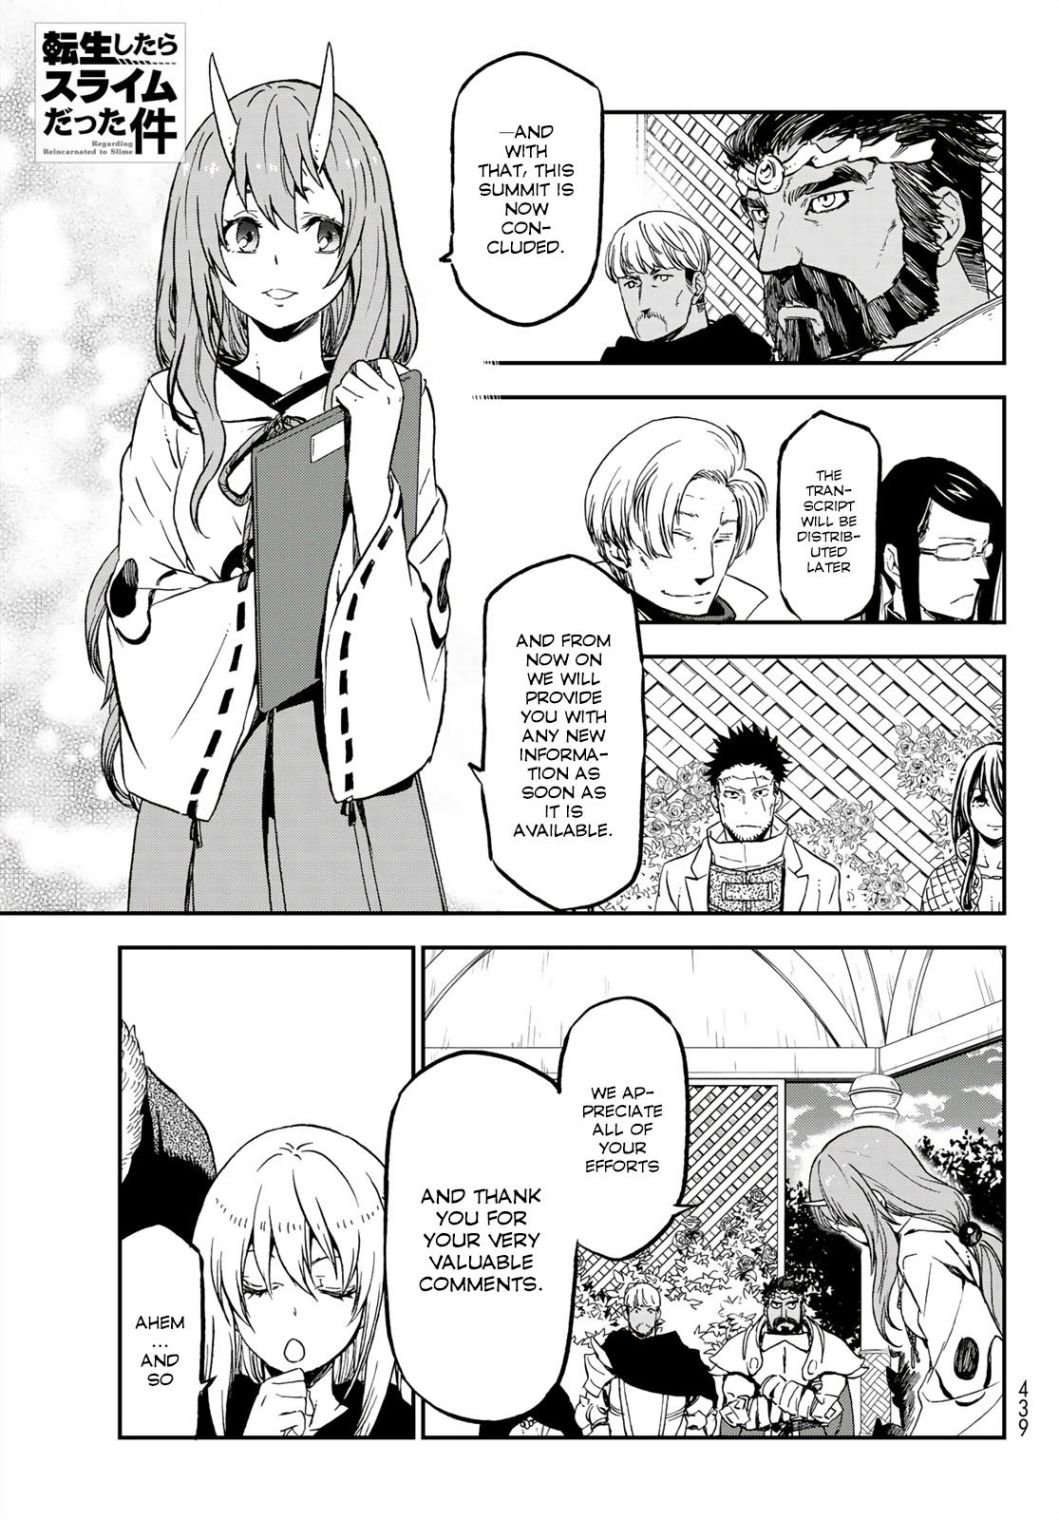 転生したら
スライム
だった件
Regarding
Reincarnated to Slime
—AND
WITH
THAT, THIS
SUMMIT IS
NOW
CON-
CLUDED.
THE
TRAN-
SCRIPT
WILL BE
DISTRIB-
UTED
LATER
AND FROM
NOW ON
WE WILL
PROVIDE
YOU WITH
ANY NEW
INFORMA-
TION AS
SOON AS
IT IS
AVAILABLE.
WE AP-
PRECIATE
ALL OF
YOUR
EFFORTS
AND THANK
YOU FOR
YOUR VERY
VALUABLE
COMMENTS.
AHEM
...
AND
SO
439